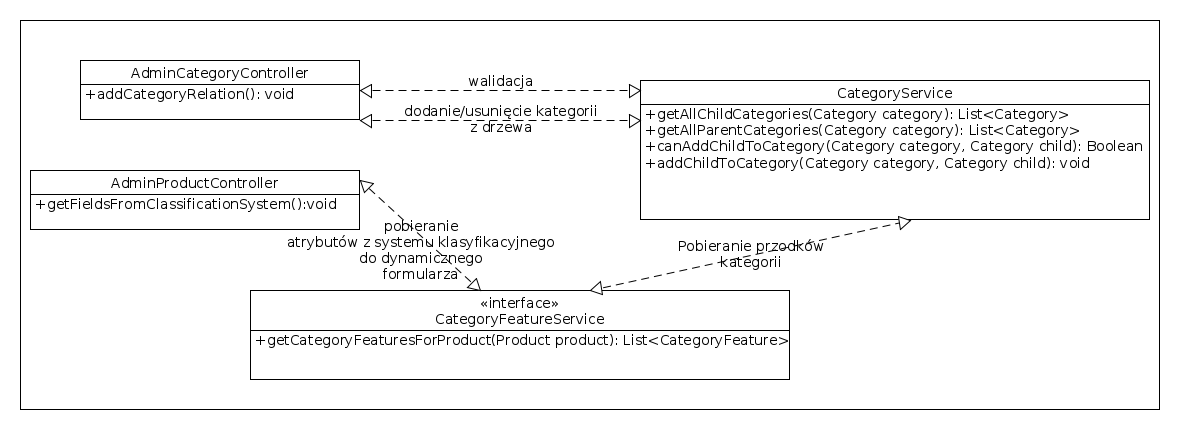 AdminCategoryController
+addCategoryRelation(): void
walidacja
dodanie/usunięcie kategorii
z drzewa
CategoryService
+getAllChildCategories(Category category): List<Category>
+getAllParentCategories(Category category): List<Category>
+canAddChildToCategory(Category category, Category child): Boolean
+addChildToCategory(Category category, Category child): void
AdminProductController
+getFieldsFromClassificationSystem():void
pobieranie
atrybutów z systemu klasyfikacyjnego
do dynamicznego
formularza
Pobieranie przodków
kategorii
«interface»
CategoryFeatureService
+getCategoryFeaturesForProduct(Product product): List<CategoryFeature>